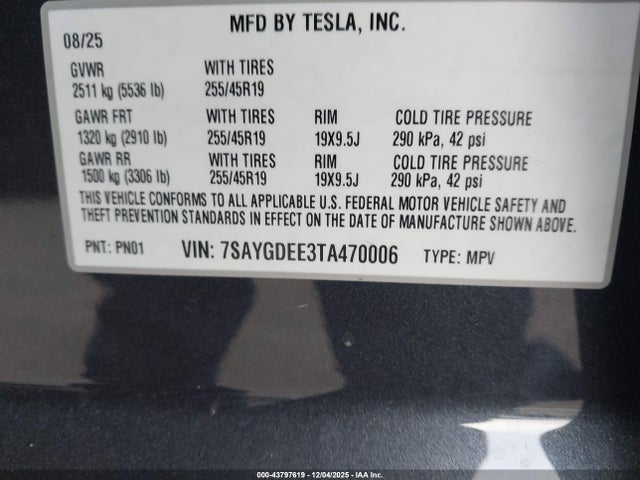 MFD BY TESLA, INC.
08/25
GVWR WITH TIRES
2511 kg (5536 lb) 255/45R19
GAWR FRT WITH TIRES RIM COLD TIRE PRESSURE
1320 kg (2910 lb) 255/45R19 19X9.5J 290 kPa, 42 psi
GAWR RR WITH TIRES RIM COLD TIRE PRESSURE
1500 kg (3306 lb) 255/45R19 19X9.5J 290 kPa, 42 psi
THIS VEHICLE CONFORMS TO ALL APPLICABLE U.S. FEDERAL MOTOR VEHICLE SAFETY AND
THEFT PREVENTION STANDARDS IN EFFECT ON THE DATE OF MANUFACTURE SHOWN ABOVE.
PNT: PN01 VIN: 7SAYGDEE3TA470006 TYPE: MPV
000-43797619 - 12/04/2025 - IAA Inc.